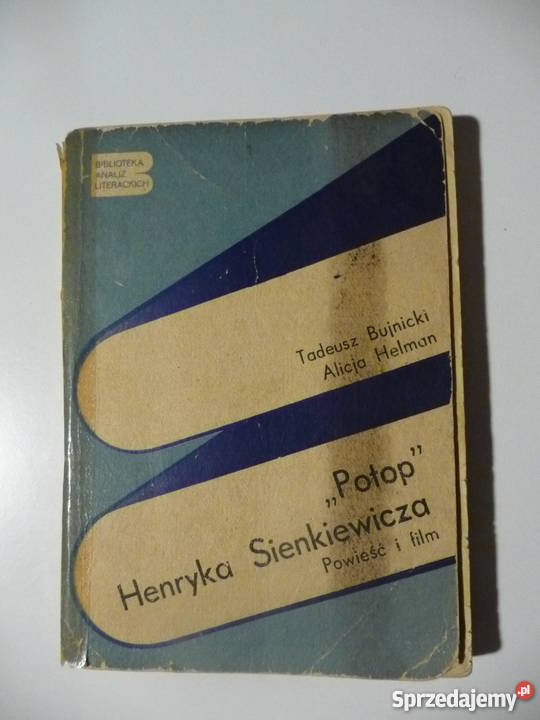 BIBLIOTEKA
ANALIZ
LITERACKICH
Tadeusz Bujnicki
Alicja Helman
„Potop”
Henryka Sienkiewicza
Powieść i film
Sprzedajemy.pl